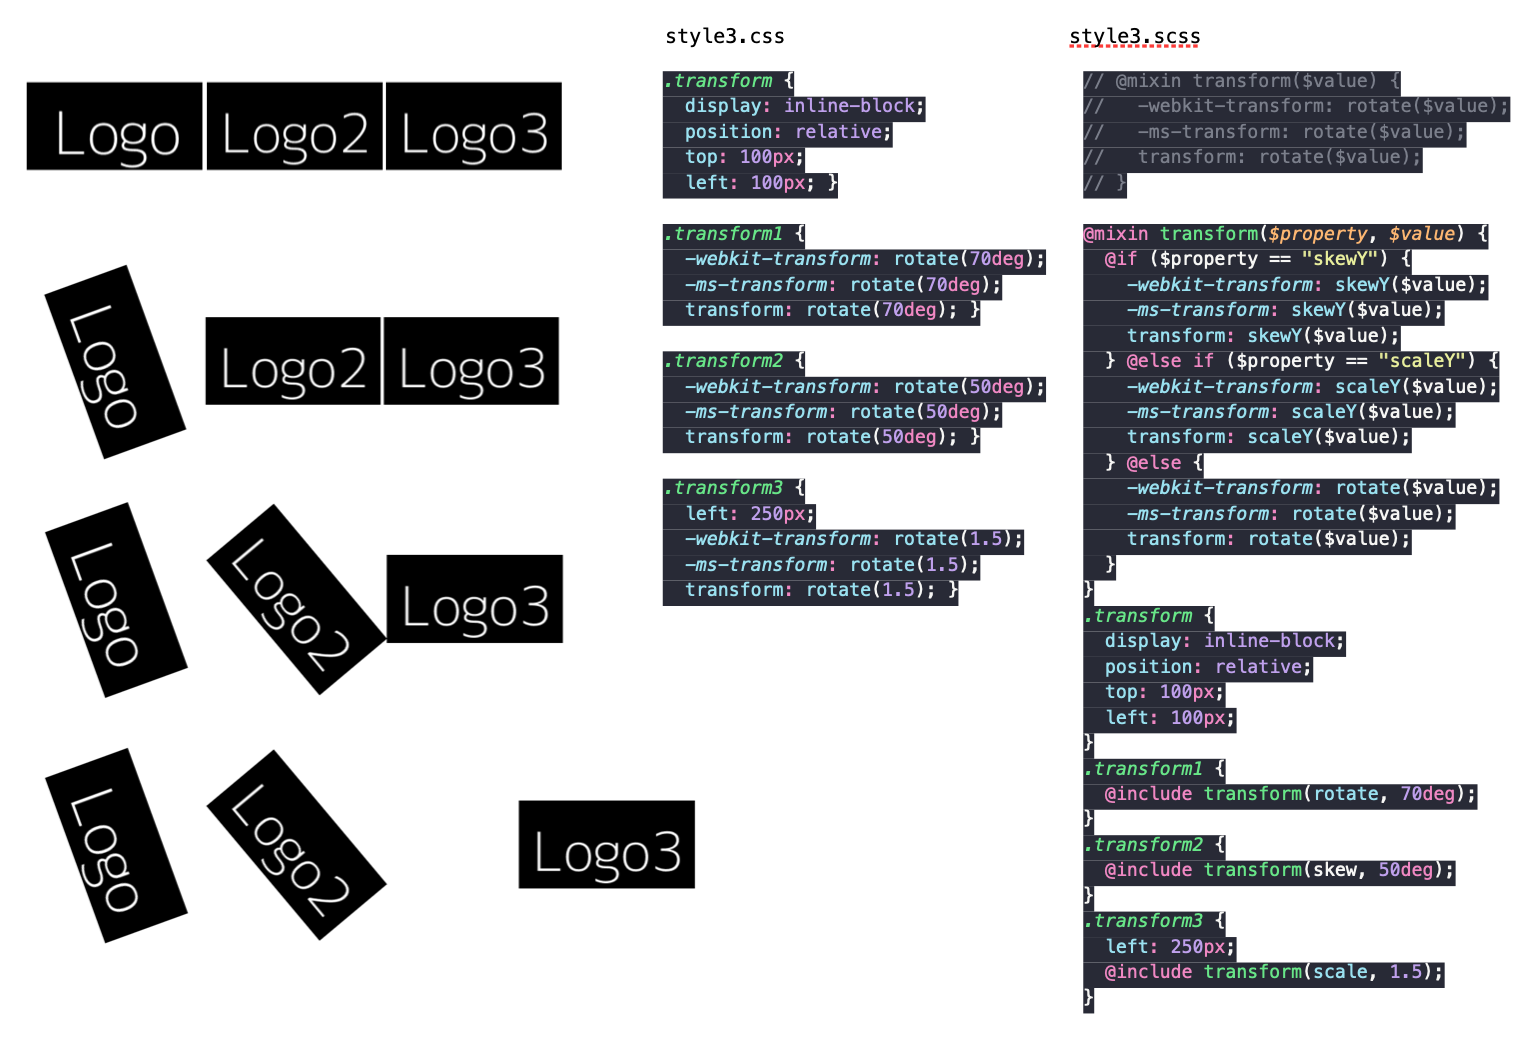 Logo Logo2 Logo3
Logo Logo2 Logo3
Logo Logo2 Logo3
Logo Logo2 Logo3
style3.css
.transform {
  display: inline-block;
  position: relative;
  top: 100px;
  left: 100px; }
.transform1 {
  -webkit-transform: rotate(70deg);
  -ms-transform: rotate(70deg);
  transform: rotate(70deg); }
.transform2 {
  -webkit-transform: rotate(50deg);
  -ms-transform: rotate(50deg);
  transform: rotate(50deg); }
.transform3 {
  left: 250px;
  -webkit-transform: rotate(1.5);
  -ms-transform: rotate(1.5);
  transform: rotate(1.5); }
style3.scss
// @mixin transform($value) {
//   -webkit-transform: rotate($value);
//   -ms-transform: rotate($value);
//   transform: rotate($value);
// }
@mixin transform($property, $value) {
  @if ($property == "skewY") {
    -webkit-transform: skewY($value);
    -ms-transform: skewY($value);
    transform: skewY($value);
  } @else if ($property == "scaleY") {
    -webkit-transform: scaleY($value);
    -ms-transform: scaleY($value);
    transform: scaleY($value);
  } @else {
    -webkit-transform: rotate($value);
    -ms-transform: rotate($value);
    transform: rotate($value);
  }
}
.transform {
  display: inline-block;
  position: relative;
  top: 100px;
  left: 100px;
}
.transform1 {
  @include transform(rotate, 70deg);
}
.transform2 {
  @include transform(skew, 50deg);
}
.transform3 {
  left: 250px;
  @include transform(scale, 1.5);
}